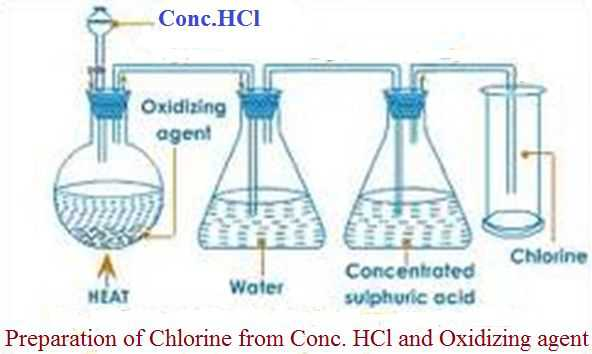 Conc.HCl
Oxidizing
agent
HEAT
Water
Concentrated
sulphuric acid
Chlorine
Preparation of Chlorine from Conc. HCl and Oxidizing agent